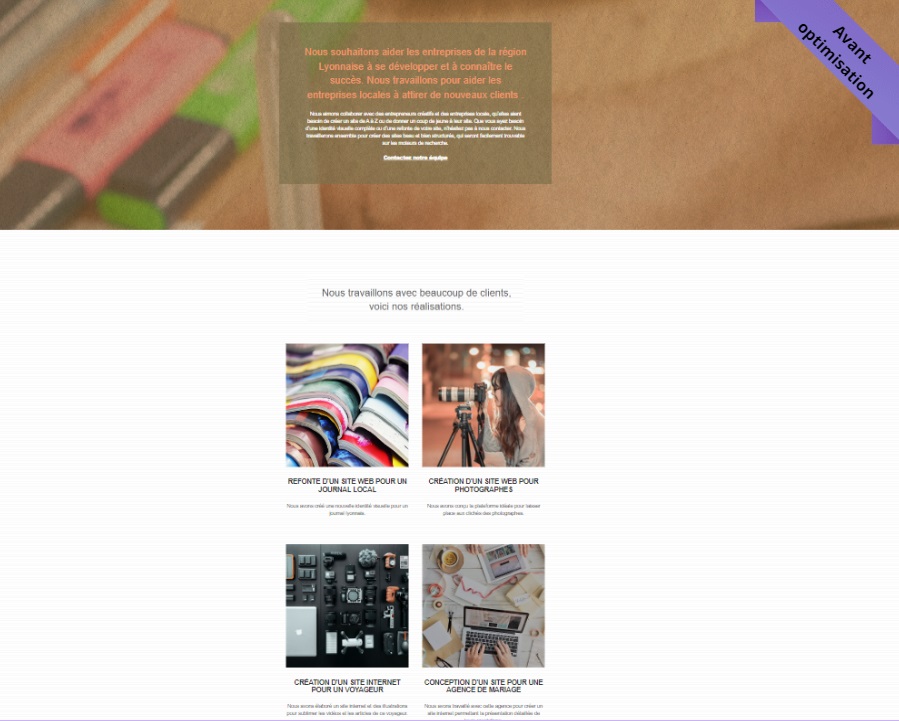 Avant
optimisation
Nous souhaitons aider les entreprises de la région
Lyonnaise à se développer et à connaître le
succès. Nous travaillons pour aider les
entreprises locales à attirer de nouveaux clients.
Nous aimons collaborer avec des entrepreneurs créatifs et des entreprises locales, qu'elles aient
besoin de créer un site de A à Z ou de donner un coup de jeune à leur site. Que vous ayez besoin
d'une identité visuelle complète ou d'une refonte de votre site, n'hésitez pas à nous contacter. Nous
travaillerons ensemble pour créer des sites beau et bien structurés, qui seront facilement trouvable
sur les moteurs de recherche.
Contactez notre équipe
Nous travaillons avec beaucoup de clients,
voici nos réalisations.
REFONTE D'UN SITE WEB POUR UN
JOURNAL LOCAL
Nous avons créé une nouvelle identité visuelle pour un
journal lyonnais.
CRÉATION D'UN SITE WEB POUR
PHOTOGRAPHES
Nous avons conçu la plateforme idéale pour laisser
place aux clichés des photographes.
CRÉATION D'UN SITE INTERNET
POUR UN VOYAGEUR
Nous avons élaboré un site internet et des illustrations
pour sublimer les vidéos et les articles de ce voyageur.
CONCEPTION D'UN SITE POUR UNE
AGENCE DE MARIAGE
Nous avons travaillé avec cette agence pour créer un
site internet permettant la présentation détaillée de